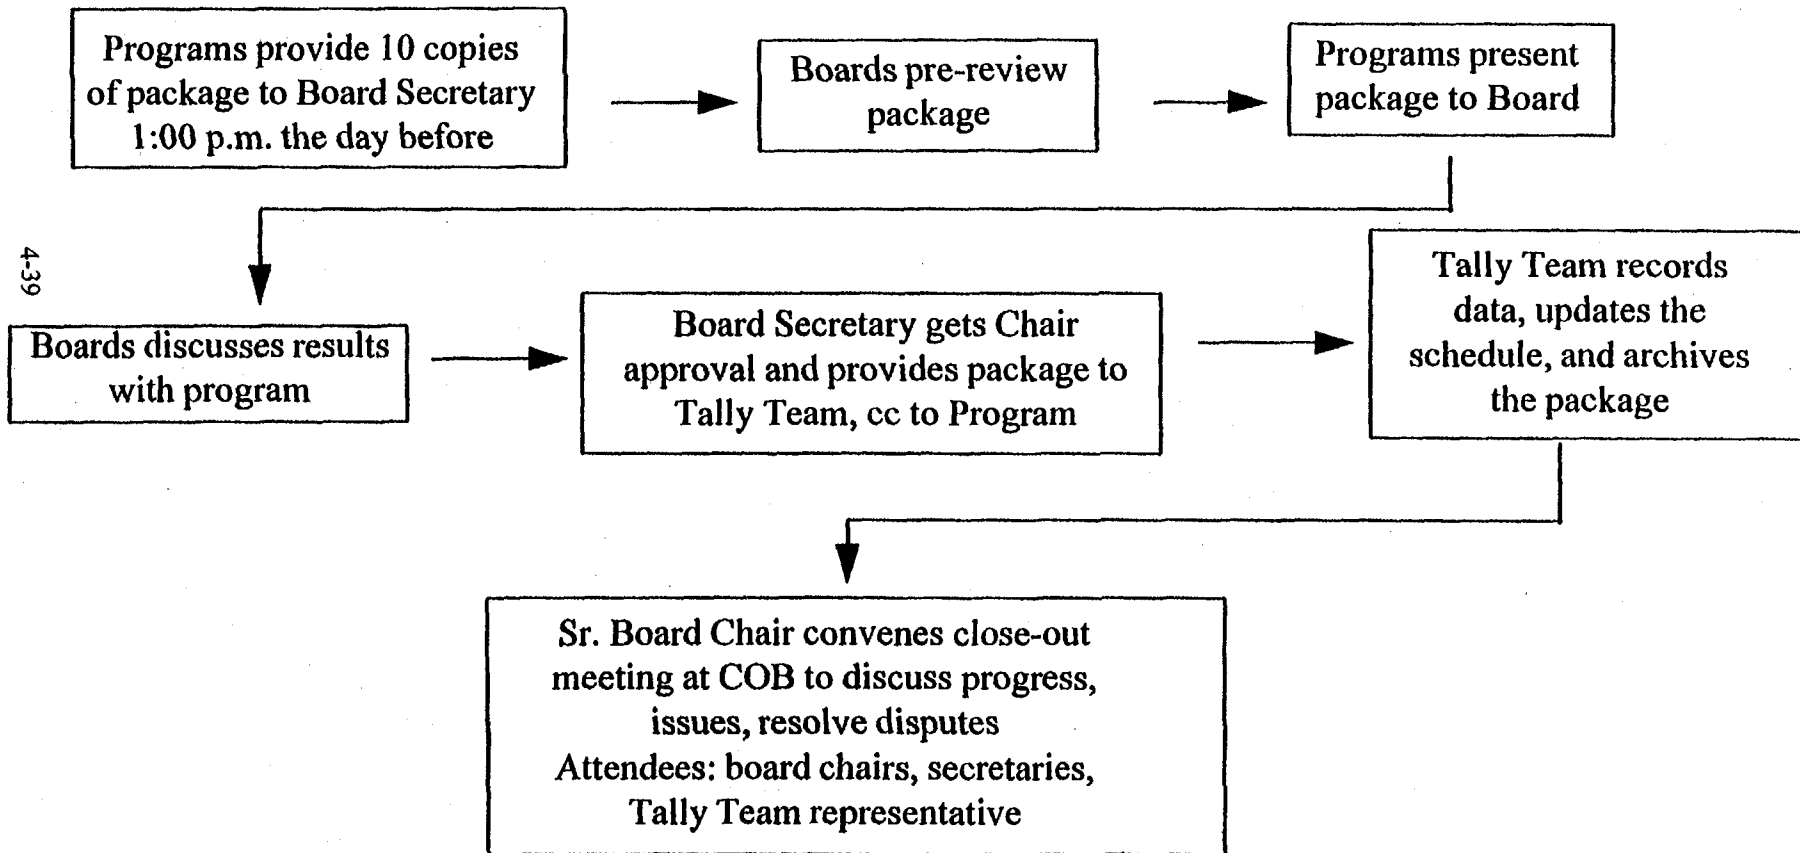 Programs provide 10 copies
of package to Board Secretary
1:00 p.m. the day before
Boards pre-review
package
Programs present
package to Board
4-39
Boards discusses results
with program
Board Secretary gets Chair
approval and provides package to
Tally Team, cc to Program
Tally Team records
data, updates the
schedule, and archives
the package
Sr. Board Chair convenes close-out
meeting at COB to discuss progress,
issues, resolve disputes
Attendees: board chairs, secretaries,
Tally Team representative